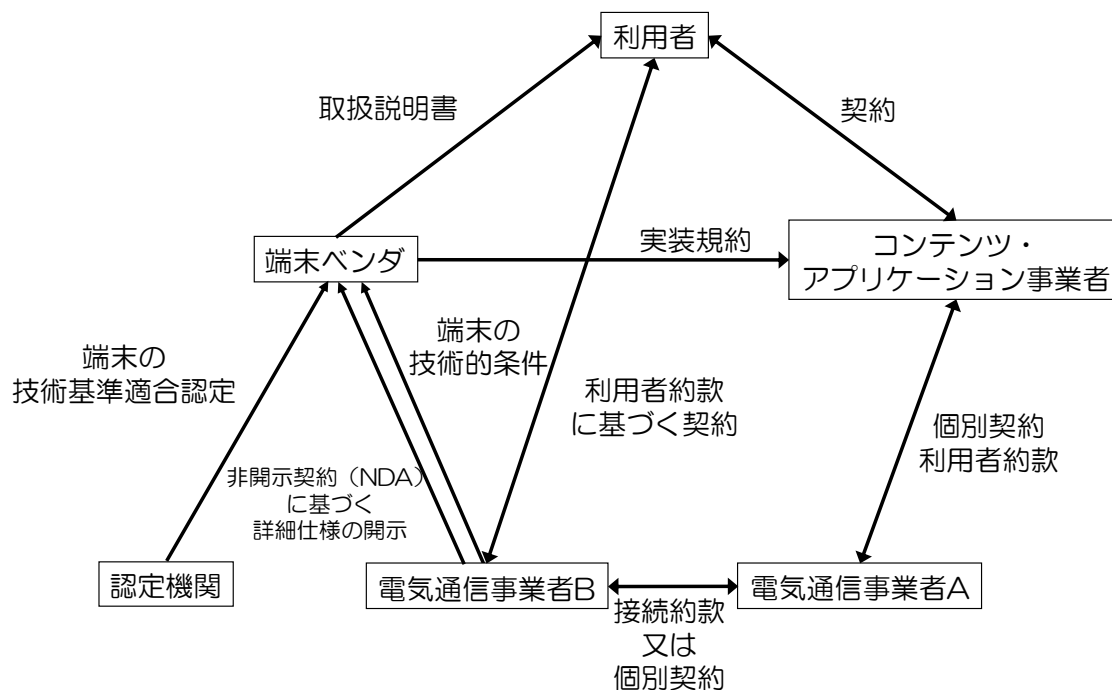 利用者
取扱説明書
契約
端末ベンダ
実装規約
コンテンツ・
アプリケーション事業者
端末の
技術基準適合認定
端末の
技術的条件
利用者約款
に基づく契約
個別契約
利用者約款
非開示契約（NDA）
に基づく
詳細仕様の開示
認定機関
電気通信事業者B
電気通信事業者A
接続約款
又は
個別契約